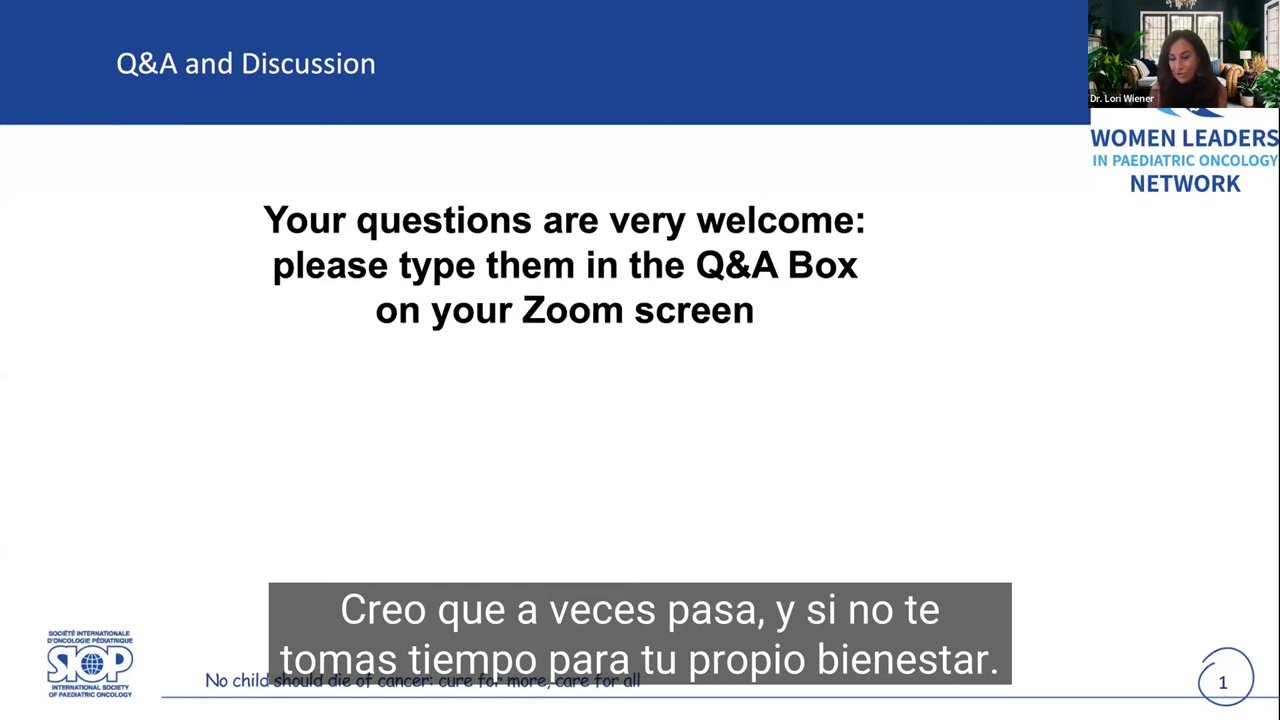 Q&A and Discussion
Dr. Lori Wiener
WOMEN LEADERS
IN PAEDIATRIC ONCOLOGY
NETWORK
Your questions are very welcome:
please type them in the Q&A Box
on your Zoom screen
Creo que a veces pasa, y si no te
tomas tiempo para tu propio bienestar.
SOCIÉTÉ INTERNATIONALE
D'ONCOLOGIE PÉDIATRIQUE
SIOP
INTERNATIONAL SOCIETY
OF PAEDIATRIC ONCOLOGY
No child should die of cancer: cure for more, care for all
1